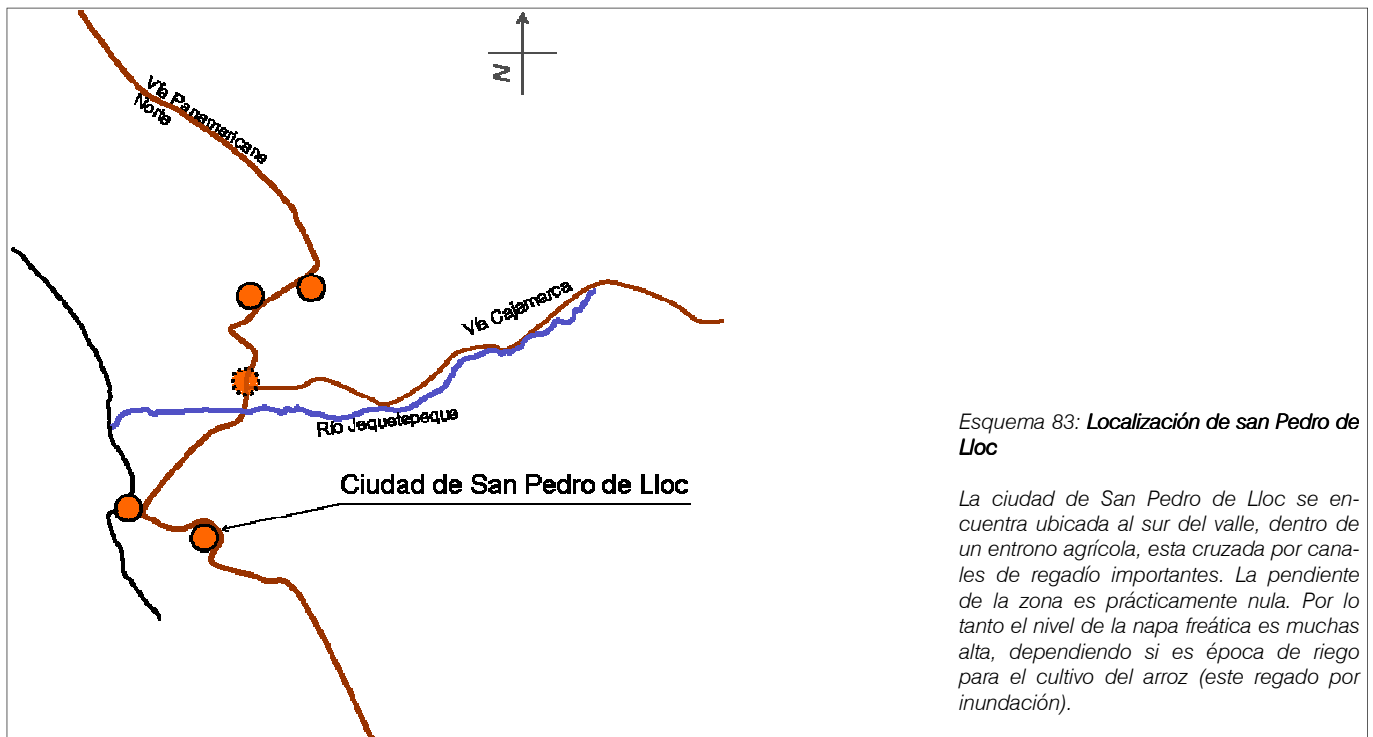 N
Vía Panamaricana
Norte
Vía Cajamarca
Río Jequetepeque
Ciudad de San Pedro de Lloc
Esquema 83: Localización de san Pedro de
Lloc
La ciudad de San Pedro de Lloc se en-
cuentra ubicada al sur del valle, dentro de
un entrono agrícola, esta cruzada por cana-
les de regadío importantes. La pendiente
de la zona es prácticamente nula. Por lo
tanto el nivel de la napa freática es muchas
alta, dependiendo si es época de riego
para el cultivo del arroz (este regado por
inundación).